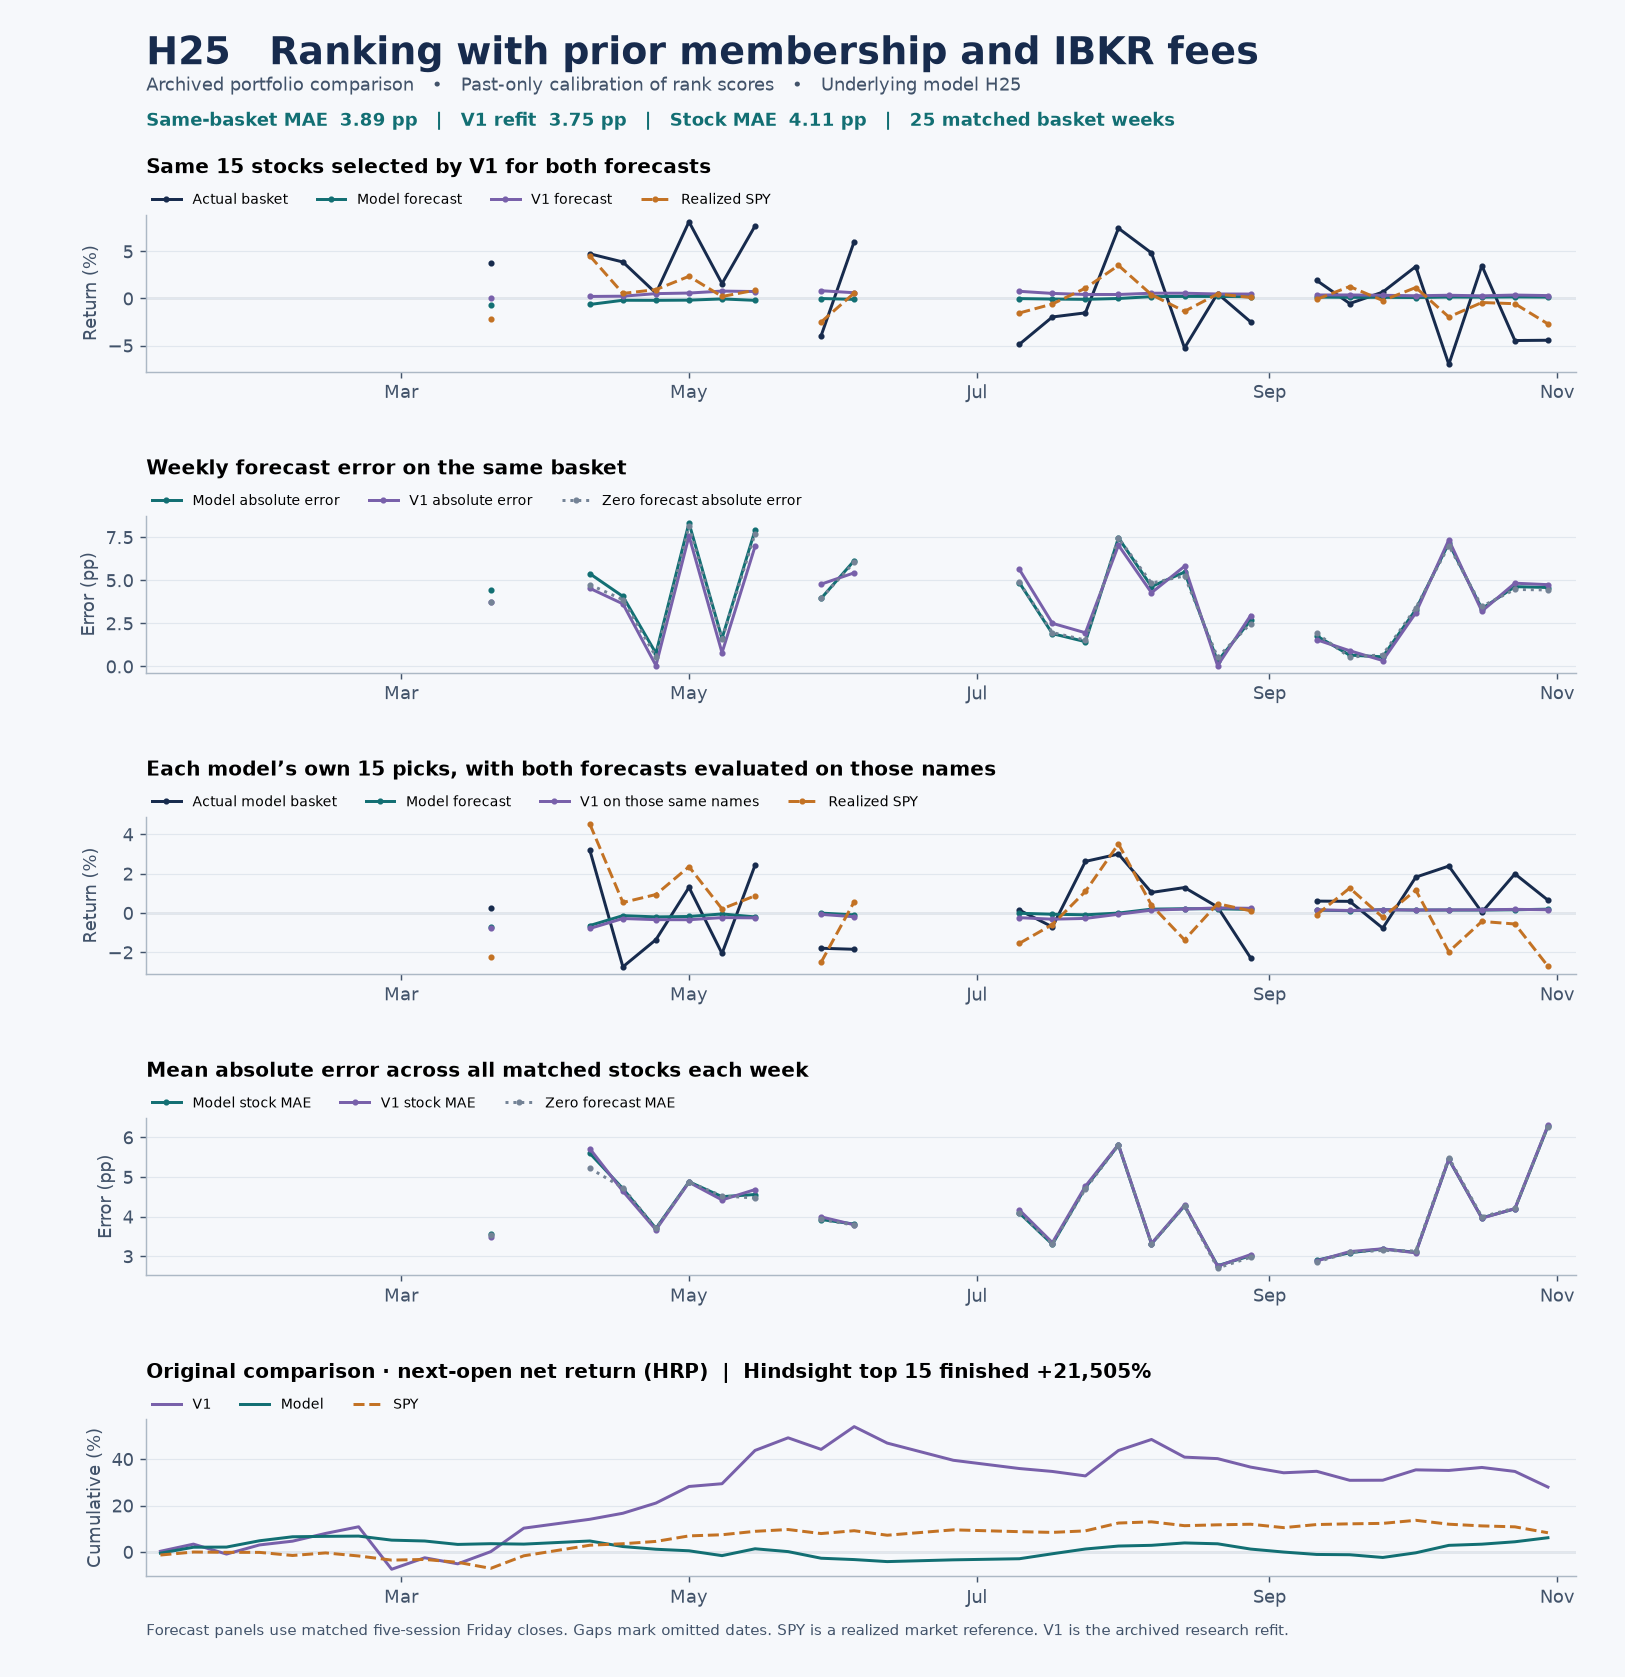 H25   Ranking with prior membership and IBKR fees
Archived portfolio comparison   •   Past-only calibration of rank scores   •   Underlying model H25
Same-basket MAE  3.89 pp   |   V1 refit  3.75 pp   |   Stock MAE  4.11 pp   |   25 matched basket weeks
Same 15 stocks selected by V1 for both forecasts
Actual basket   Model forecast   V1 forecast   Realized SPY
Return (%)
5
0
−5
Mar   May   Jul   Sep   Nov
Weekly forecast error on the same basket
Model absolute error   V1 absolute error   Zero forecast absolute error
Error (pp)
7.5
5.0
2.5
0.0
Mar   May   Jul   Sep   Nov
Each model’s own 15 picks, with both forecasts evaluated on those names
Actual model basket   Model forecast   V1 on those same names   Realized SPY
Return (%)
4
2
0
−2
Mar   May   Jul   Sep   Nov
Mean absolute error across all matched stocks each week
Model stock MAE   V1 stock MAE   Zero forecast MAE
Error (pp)
6
5
4
3
Mar   May   Jul   Sep   Nov
Original comparison · next-open net return (HRP)  |  Hindsight top 15 finished +21,505%
V1   Model   SPY
Cumulative (%)
40
20
0
Mar   May   Jul   Sep   Nov
Forecast panels use matched five-session Friday closes. Gaps mark omitted dates. SPY is a realized market reference. V1 is the archived research refit.